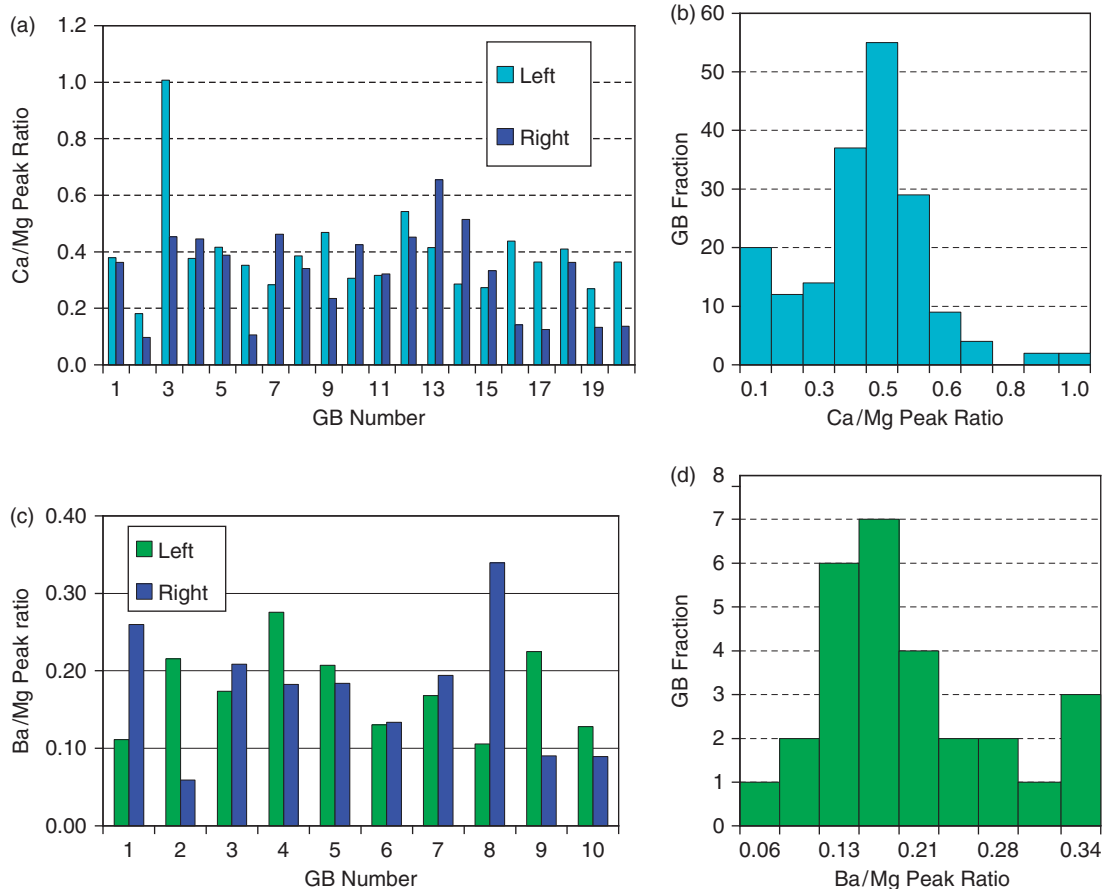 (a)
Ca/Mg Peak Ratio
1.2
1.0
0.8
0.6
0.4
0.2
0.0
Left
Right
1 3 5 7 9 11 13 15 17 19
GB Number
(b)
GB Fraction
60
50
40
30
20
10
0
0.1 0.3 0.5 0.6 0.8 1.0
Ca/Mg Peak Ratio
(c)
Ba/Mg Peak ratio
0.40
0.30
0.20
0.10
0.00
Left
Right
1 2 3 4 5 6 7 8 9 10
GB Number
(d)
GB Fraction
8
7
6
5
4
3
2
1
0
0.06 0.13 0.21 0.28 0.34
Ba/Mg Peak Ratio